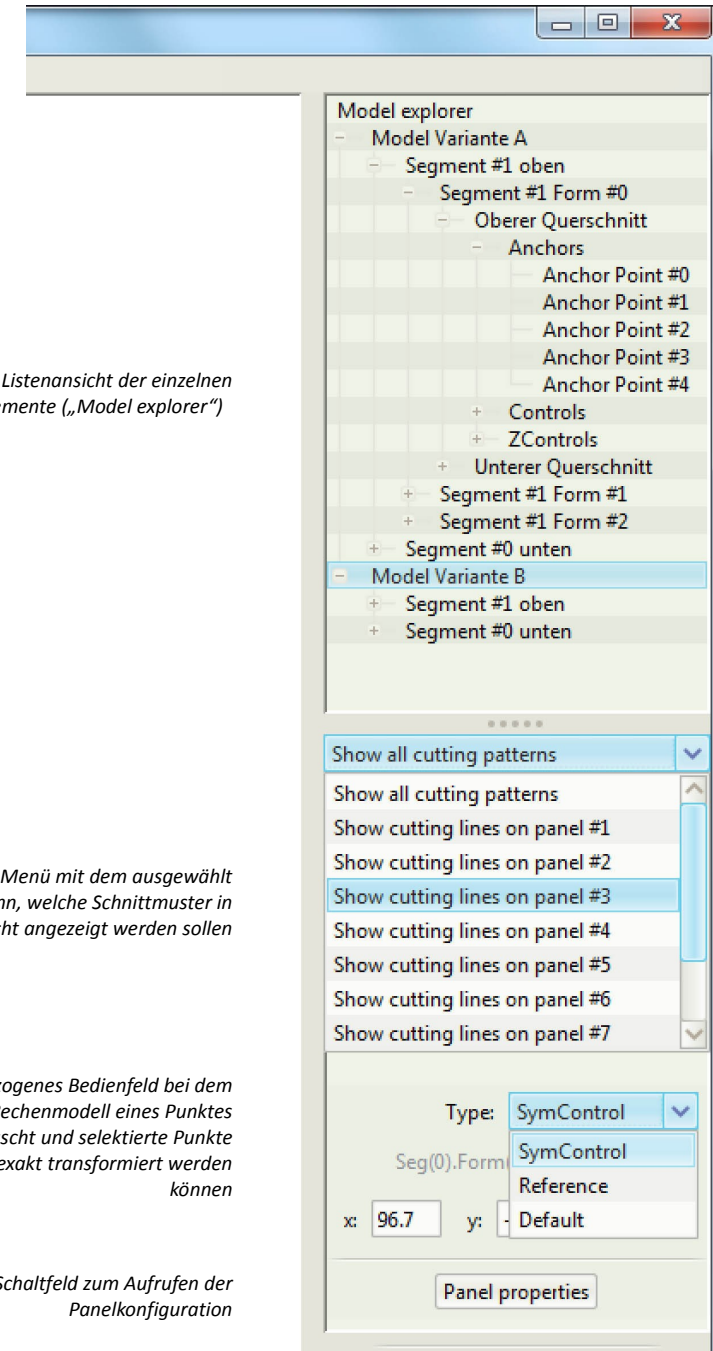 Model explorer
Model Variante A
Segment #1 oben
Segment #1 Form #0
Oberer Querschnitt
Anchors
Anchor Point #0
Anchor Point #1
Anchor Point #2
Anchor Point #3
Anchor Point #4
Controls
ZControls
Unterer Querschnitt
Segment #1 Form #1
Segment #1 Form #2
Segment #0 unten
Model Variante B
Segment #1 oben
Segment #0 unten
Listenansicht der einzelnen
emente („Model explorer“)
Show all cutting patterns
Show all cutting patterns
Show cutting lines on panel #1
Show cutting lines on panel #2
Show cutting lines on panel #3
Show cutting lines on panel #4
Show cutting lines on panel #5
Show cutting lines on panel #6
Show cutting lines on panel #7
Menü mit dem ausgewählt
nn, welche Schnittmuster in
cht angezeigt werden sollen
zogenes Bedienfeld bei dem
Rechenmodell eines Punktes
scht und selektierte Punkte
exakt transformiert werden
können
Type: SymControl
SymControl
Seg(0).Form(
Reference
x: 96.7 y: - Default
Panel properties
Schaltfeld zum Aufrufen der
Panelkonfiguration